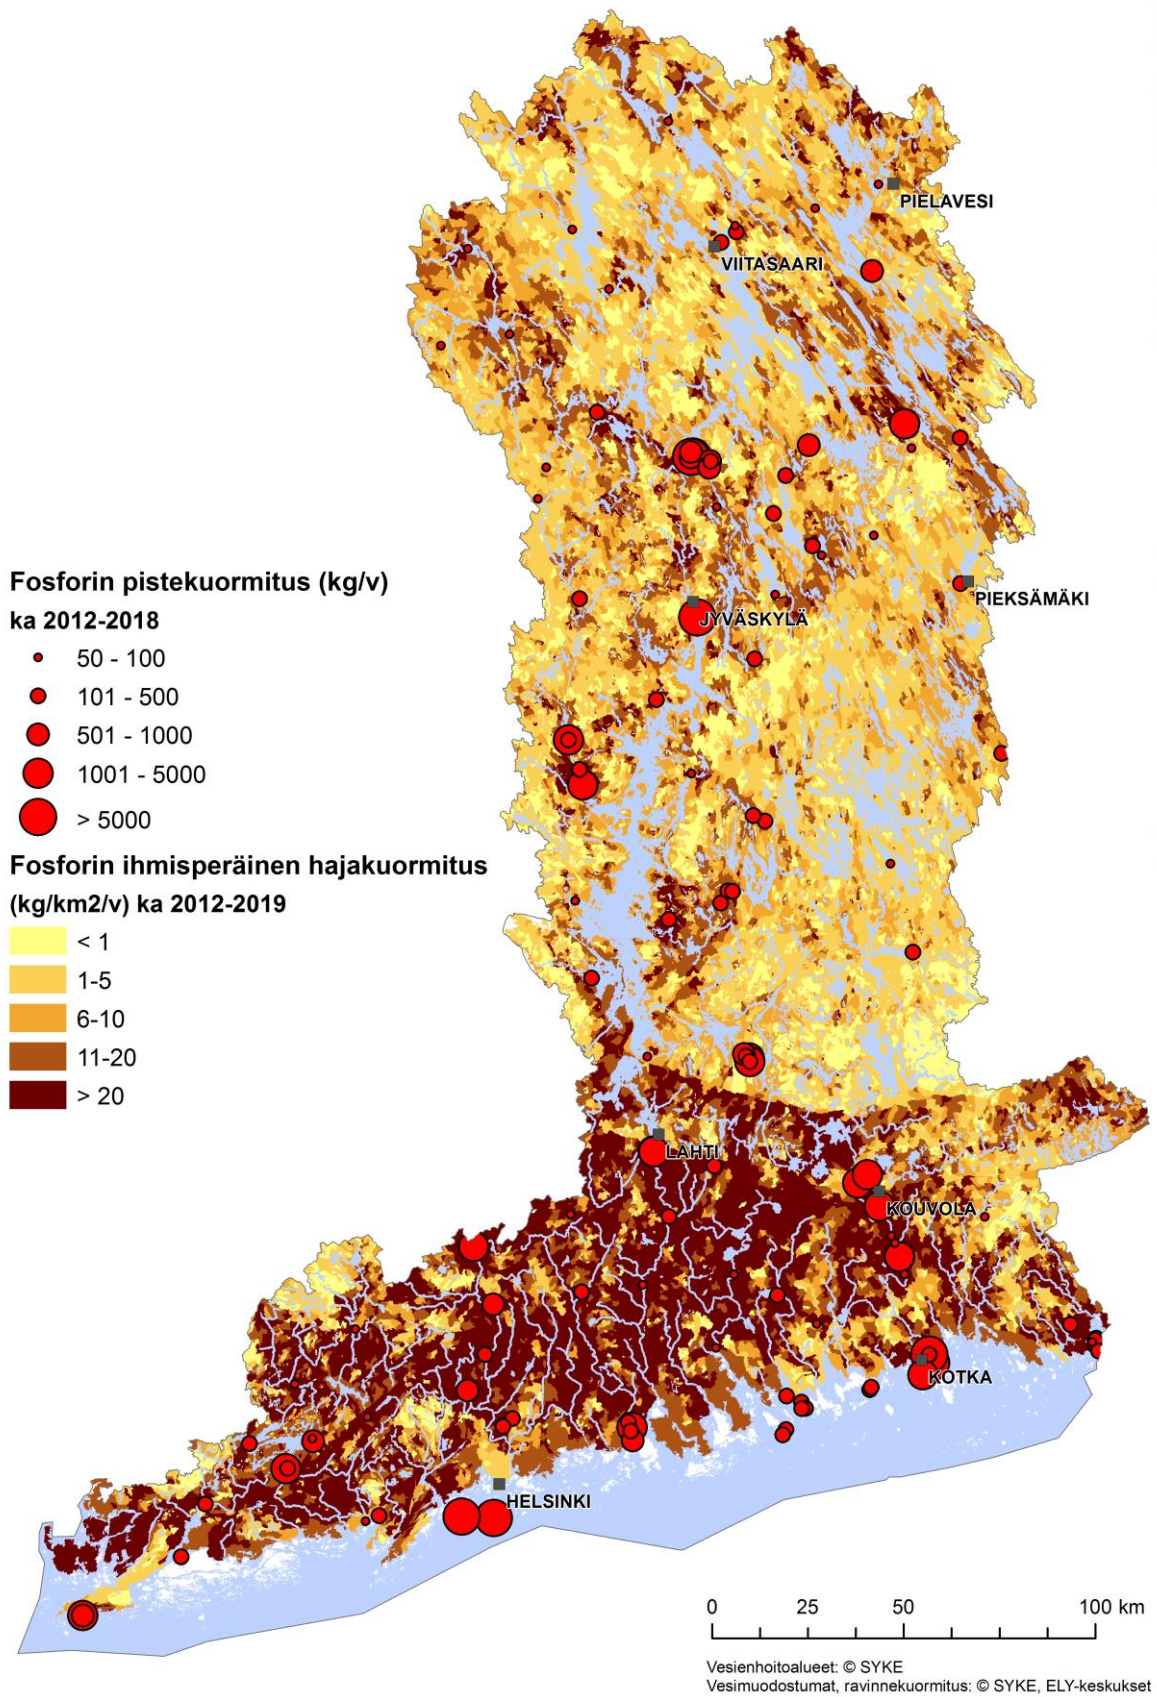 PIELAVESI
VIITASAARI
Fosforin pistekuormitus (kg/v)
ka 2012-2018
50 - 100
101 - 500
501 - 1000
1001 - 5000
> 5000
Fosforin ihmisperäinen hajakuormitus
(kg/km2/v) ka 2012-2019
< 1
1-5
6-10
11-20
> 20
PIEKSÄMÄKI
JYVÄSKYLÄ
LAHTI
KOUVOLA
KOTKA
HELSINKI
0 25 50 100 km
Vesienhoitoalueet: © SYKE
Vesimuodostumat, ravinnekuormitus: © SYKE, ELY-keskukset